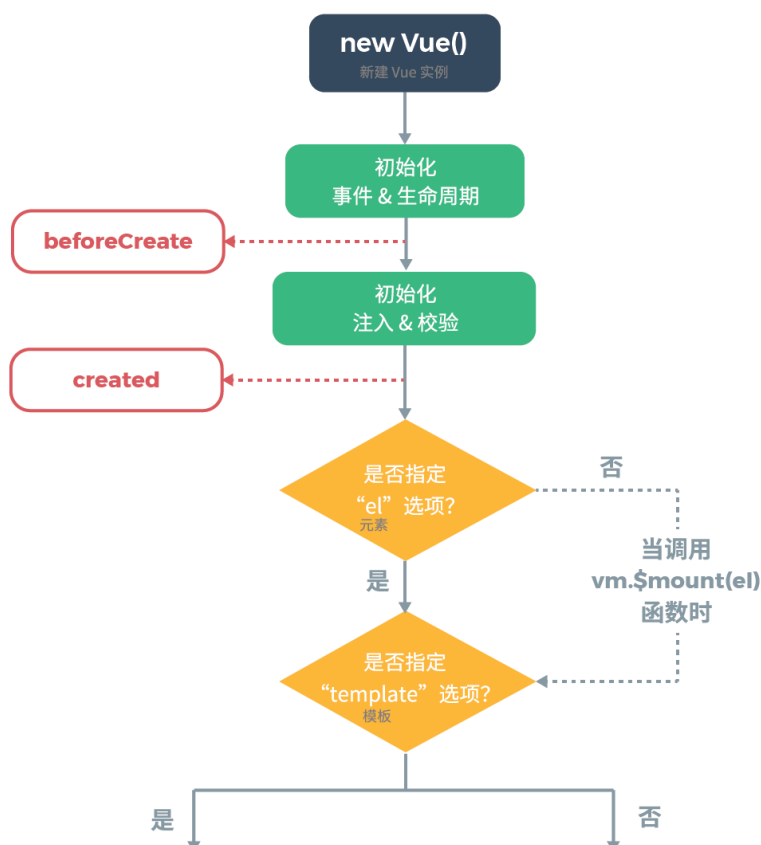 new Vue()
新建 Vue 实例
初始化
事件 & 生命周期
beforeCreate
初始化
注入 & 校验
created
是否指定
“el”选项?
元素
否
当调用
vm.$mount(el)
函数时
是
是否指定
“template”选项?
模板
是
否